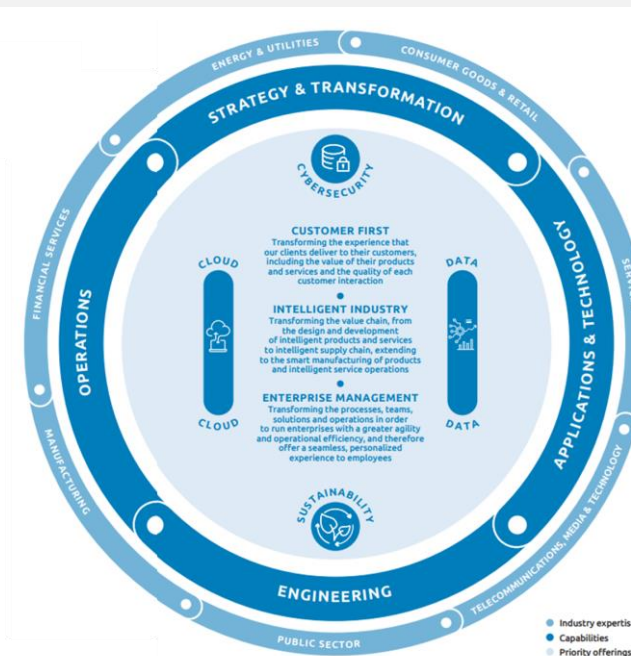 ENERGY & UTILITIES
CONSUMER GOODS & RETAIL
STRATEGY & TRANSFORMATION
CYBERSECURITY
FINANCIAL SERVICES
OPERATIONS
CLOUD
DATA
CUSTOMER FIRST
Transforming the experience that
our clients deliver to their customers,
including the value of their products
and services and the quality of each
customer interaction
INTELLIGENT INDUSTRY
Transforming the value chain, from
the design and development
of intelligent products and services
to intelligent supply chain, extending
to the smart manufacturing of products
and intelligent service operations
ENTERPRISE MANAGEMENT
Transforming the processes, teams,
solutions and operations in order
to run enterprises with a greater agility
and operational efficiency, and therefore
offer a seamless, personalized
experience to employees
CLOUD
DATA
APPLICATIONS & TECHNOLOGY
MANUFACTURING
SUSTAINABILITY
ENGINEERING
TELECOMMUNICATIONS, MEDIA & TECHNOLOGY
PUBLIC SECTOR
Industry
Capabilities
Priority offerings